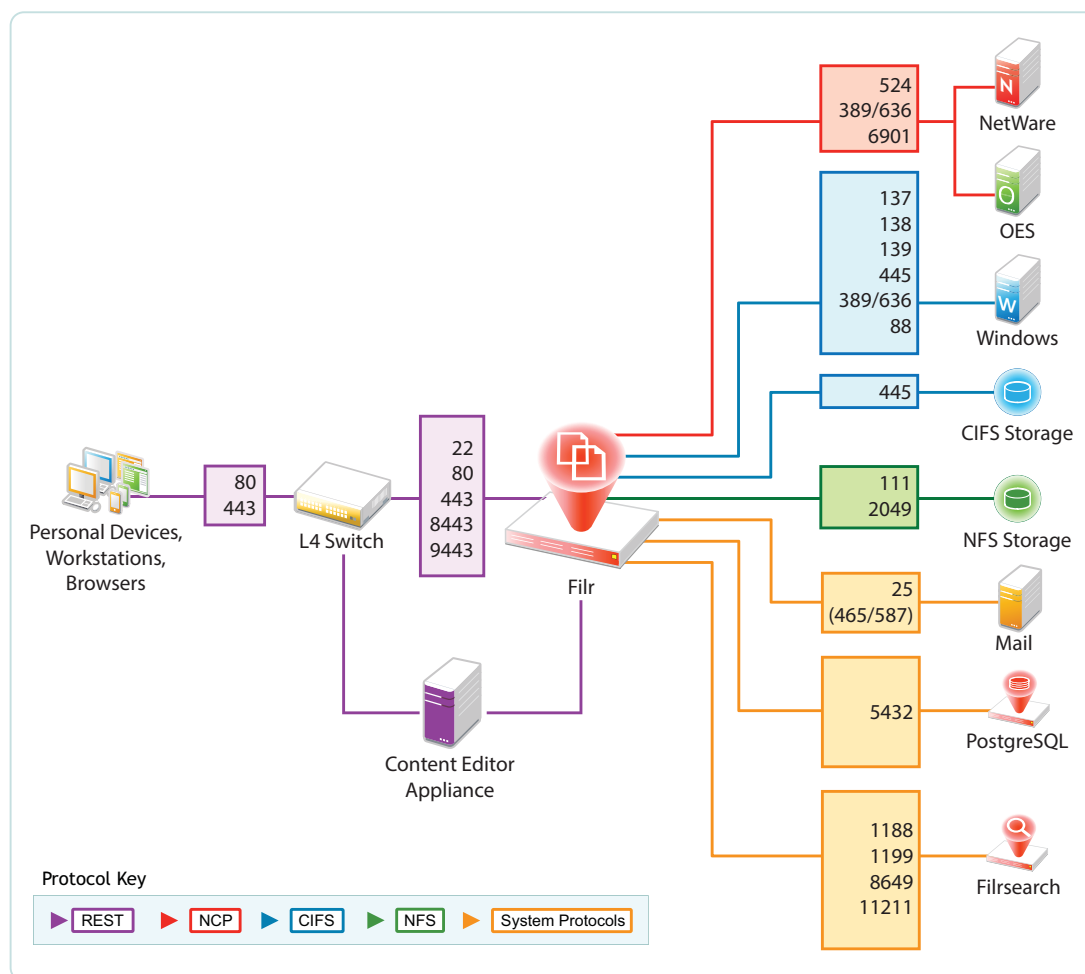 524
389/636
6901
N
NetWare
O
OES
137
138
139
445
389/636
88
W
Windows
445
CIFS Storage
80
443
Personal Devices,
Workstations,
Browsers
L4 Switch
22
80
443
8443
9443
Filr
111
2049
NFS Storage
25
(465/587)
Mail
Content Editor
Appliance
5432
PostgreSQL
1188
1199
8649
11211
Filrsearch
Protocol Key
REST
NCP
CIFS
NFS
System Protocols